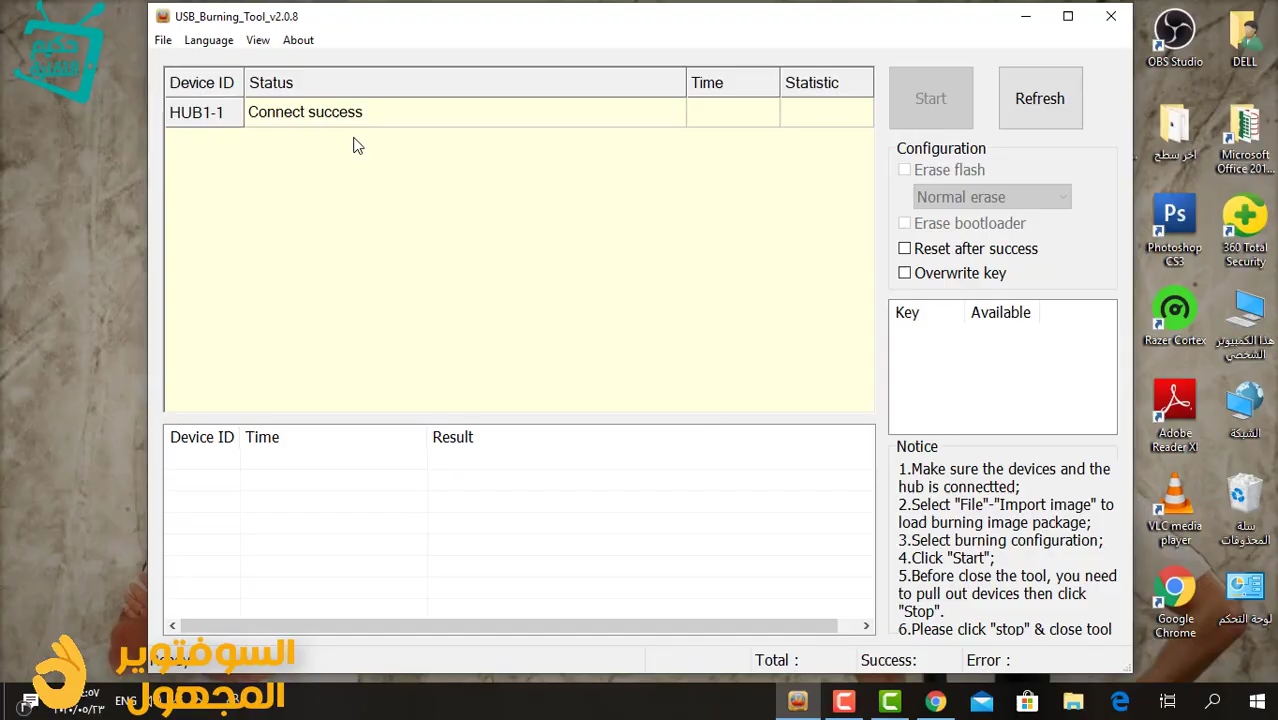 حكيم
التقنية
USB_Burning_Tool_v2.0.8
File Language View About
Device ID Status Time Statistic
HUB1-1 Connect success
Start Refresh
Configuration
Erase flash
Normal erase
Erase bootloader
Reset after success
Overwrite key
Key Available
Device ID Time Result
Notice
1.Make sure the devices and the
hub is connectted;
2.Select "File"-"Import image" to
load burning image package;
3.Select burning configuration;
4.Click "Start";
5.Before close the tool, you need
to pull out devices then click
"Stop".
6.Please click "stop" & close tool
Total : Success: Error :
OBS Studio
DELL
اخر سطح
Microsoft
Office 201...
Ps
Photoshop
CS3
360 Total
Security
Razer Cortex
هذا الكمبيوتر
الشخصي
Adobe
Reader XI
الشبكة
VLC media
player
سلة
المحذوفات
Google
Chrome
لوحة التحكم
السوفتوير
المجهول
ENG